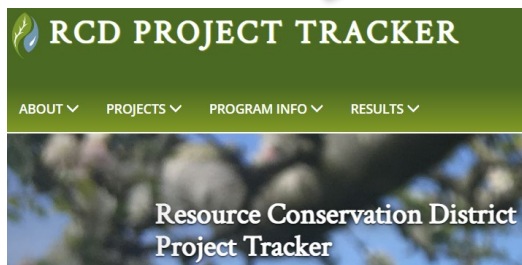 RCD PROJECT TRACKER
ABOUT PROJECTS PROGRAM INFO RESULTS
Resource Conservation District
Project Tracker